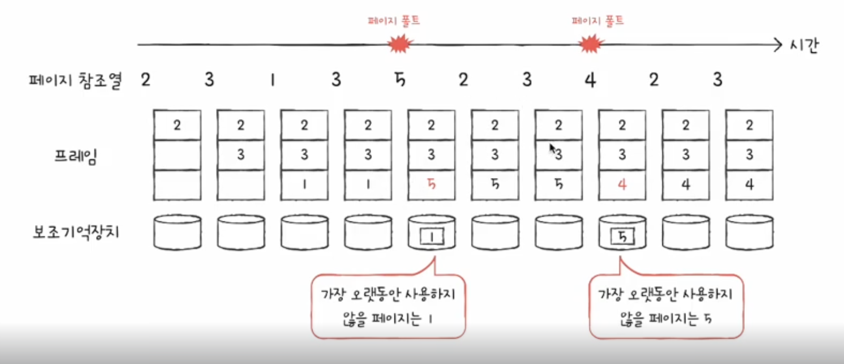 페이지 폴트 페이지 폴트
시간
페이지 참조열 2 3 1 3 5 2 3 4 2 3
2 2 2 2 2 2 2 2 2 2
프레임 3 3 3 3 3 3 3 3 3
1 1 5 5 5 4 4 4
보조기억장치 1 5
가장 오랫동안 사용하지
않을 페이지는 1
가장 오랫동안 사용하지
않을 페이지는 5